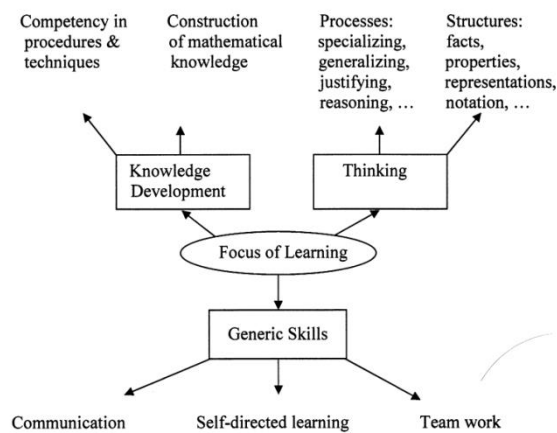 Competency in
procedures &
techniques
Construction
of mathematical
knowledge
Processes:
specializing,
generalizing,
justifying,
reasoning, …
Structures:
facts,
properties,
representations,
notation, …
Knowledge
Development
Thinking
Focus of Learning
Generic Skills
Communication
Self-directed learning
Team work